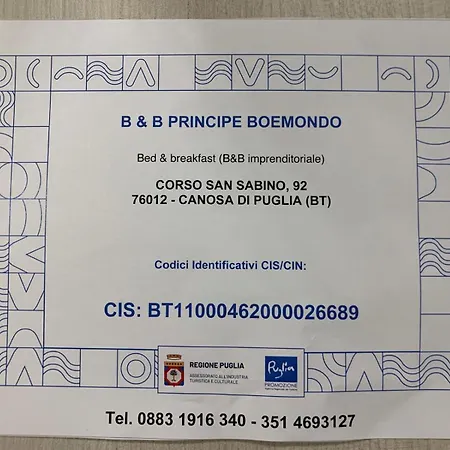 B & B PRINCIPE BOEMONDO
Bed & breakfast (B&B imprenditoriale)
CORSO SAN SABINO, 92
76012 - CANOSA DI PUGLIA (BT)
Codici Identificativi CIS/CIN:
CIS: BT11000462000026689
REGIONE PUGLIA
ASSESSORATO ALL'INDUSTRIA
TURISTICA E CULTURALE
Puglia
PROMOZIONE
Tel. 0883 1916 340 - 351 4693127